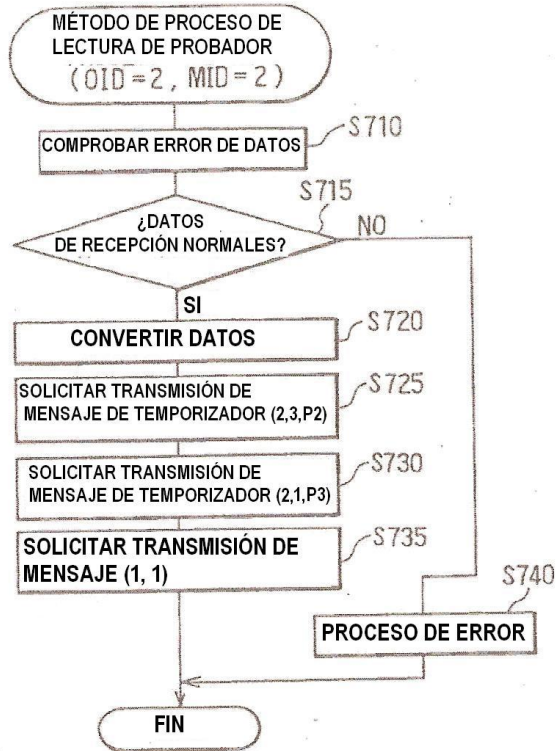 MÉTODO DE PROCESO DE
LECTURA DE PROBADOR
(OID=2, MID=2)
COMPROBAR ERROR DE DATOS
S710
¿DATOS
DE RECEPCIÓN NORMALES?
S715
NO
SI
CONVERTIR DATOS
S720
SOLICITAR TRANSMISIÓN DE
MENSAJE DE TEMPORIZADOR (2,3,P2)
S725
SOLICITAR TRANSMISIÓN DE
MENSAJE DE TEMPORIZADOR (2,1,P3)
S730
SOLICITAR TRANSMISIÓN DE
MENSAJE (1, 1)
S735
PROCESO DE ERROR
S740
FIN